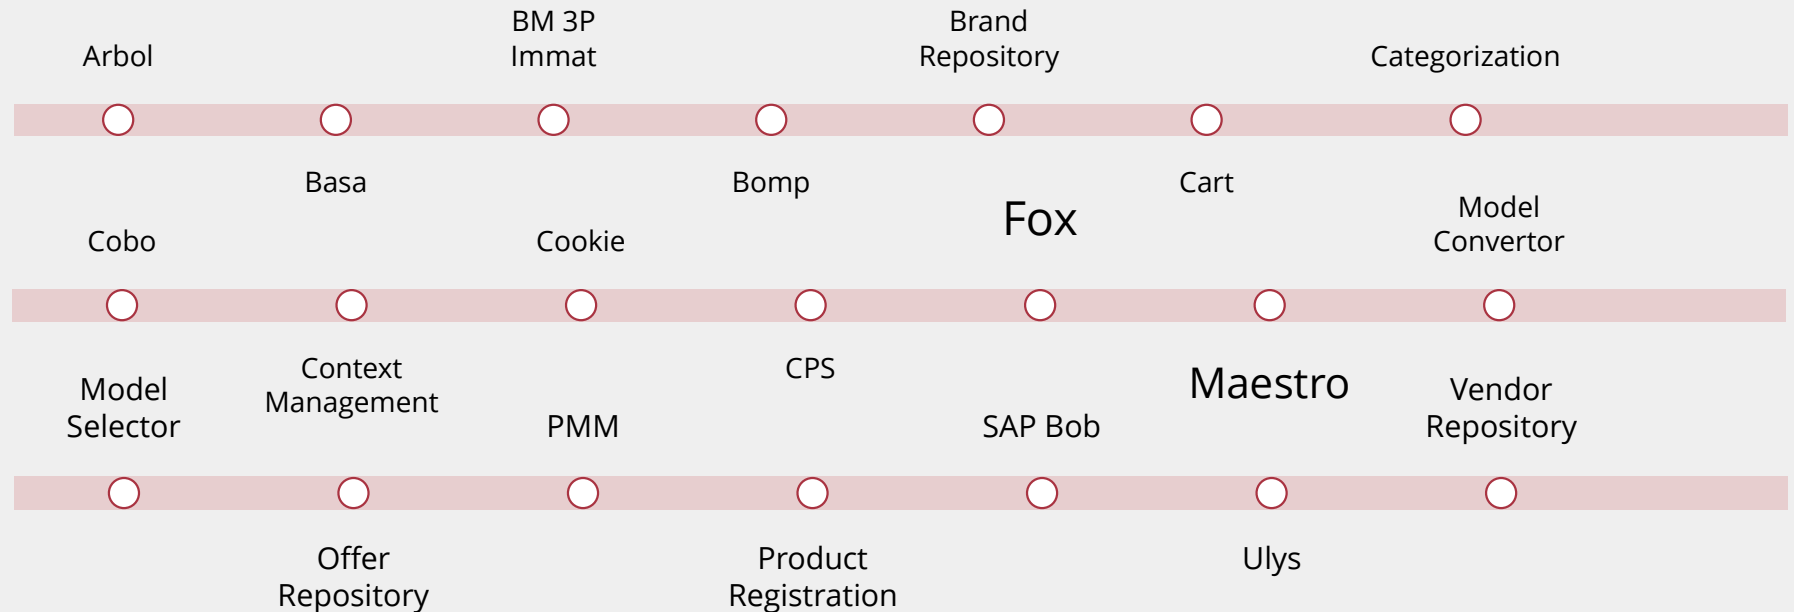 Arbol
BM 3P
Immat
Brand
Repository
Categorization
Basa
Bomp
Cart
Cobo
Cookie
Fox
Model
Convertor
Context
Management
CPS
Maestro
Model
Selector
PMM
SAP Bob
Vendor
Repository
Offer
Repository
Product
Registration
Ulys